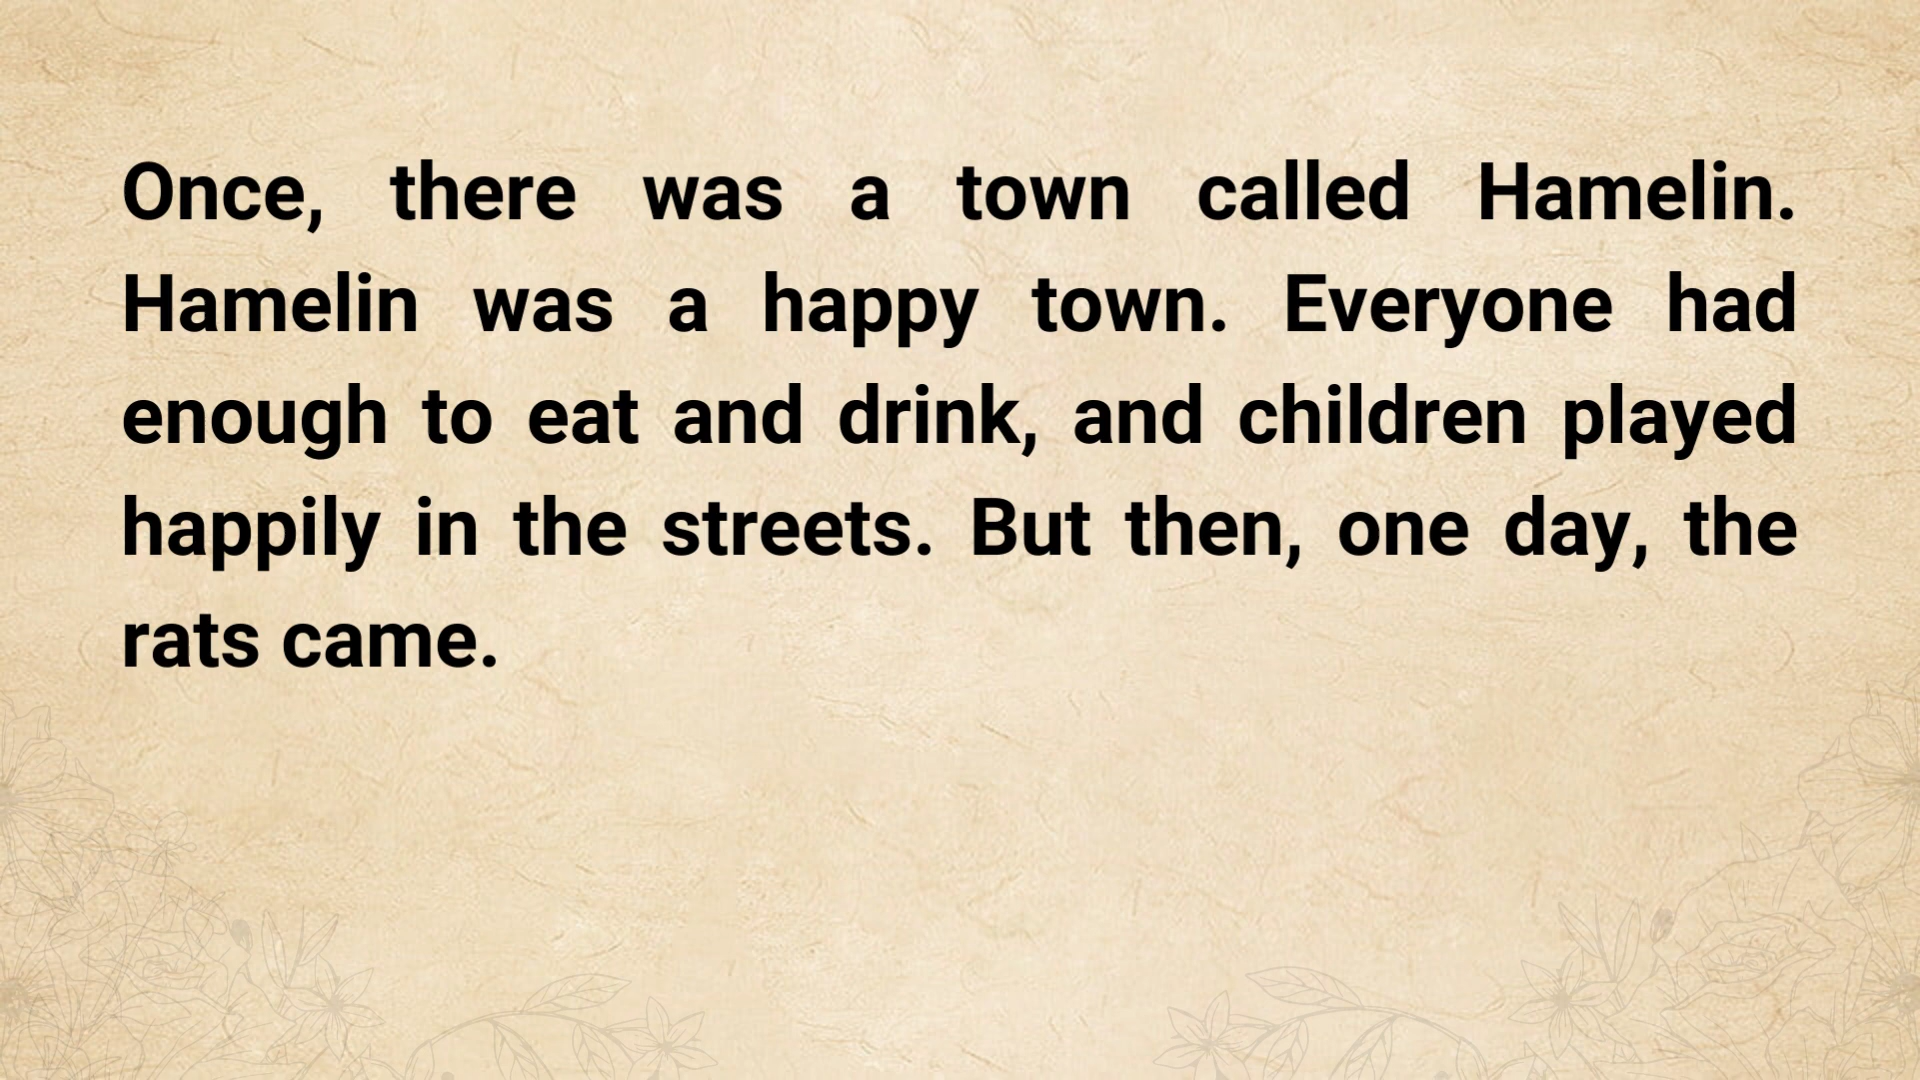 Once, there was a town called Hamelin.
Hamelin was a happy town. Everyone had
enough to eat and drink, and children played
happily in the streets. But then, one day, the
rats came.